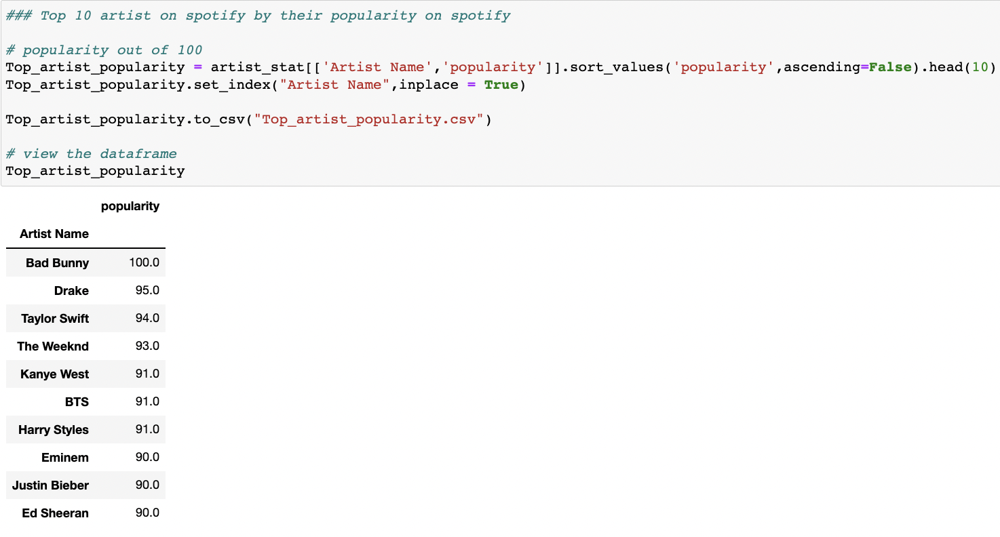 ### Top 10 artist on spotify by their popularity on spotify
# popularity out of 100
Top_artist_popularity = artist_stat[['Artist Name','popularity']].sort_values('popularity',ascending=False).head(10)
Top_artist_popularity.set_index("Artist Name",inplace = True)
Top_artist_popularity.to_csv("Top_artist_popularity.csv")
# view the dataframe
Top_artist_popularity
popularity
Artist Name
Bad Bunny 100.0
Drake 95.0
Taylor Swift 94.0
The Weeknd 93.0
Kanye West 91.0
BTS 91.0
Harry Styles 91.0
Eminem 90.0
Justin Bieber 90.0
Ed Sheeran 90.0